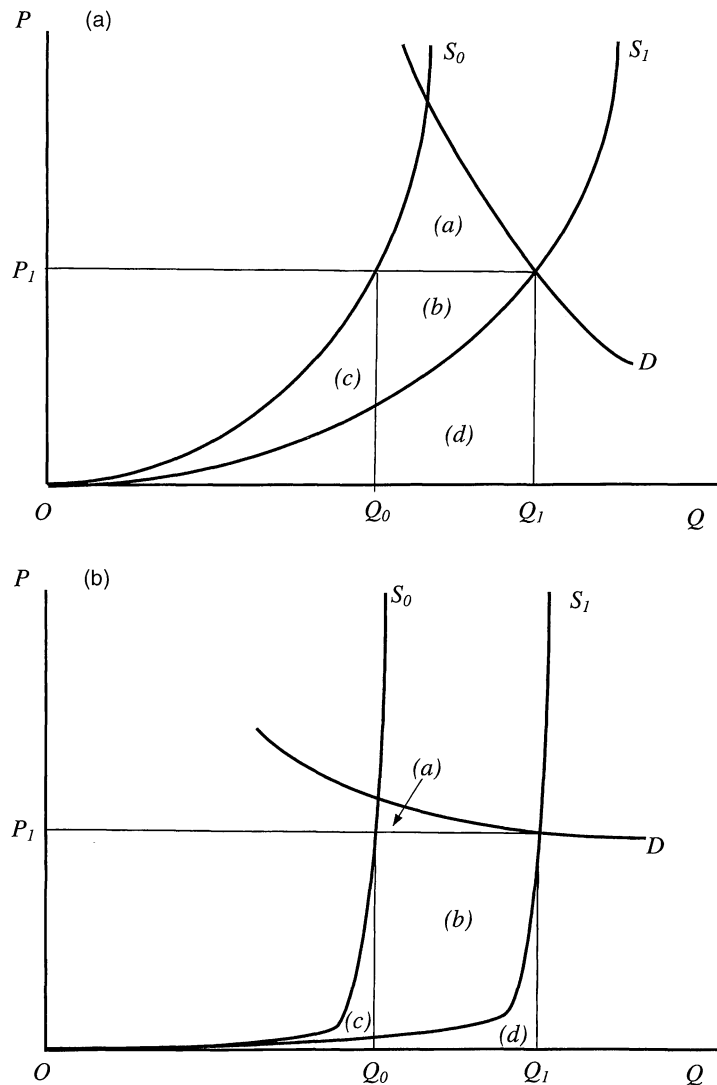 P (a)
S₀ S₁
(a)
P₁
(b)
(c)
D
(d)
O Q₀ Q₁ Q
P (b)
S₀ S₁
(a)
P₁
D
(b)
(c) (d)
O Q₀ Q₁ Q